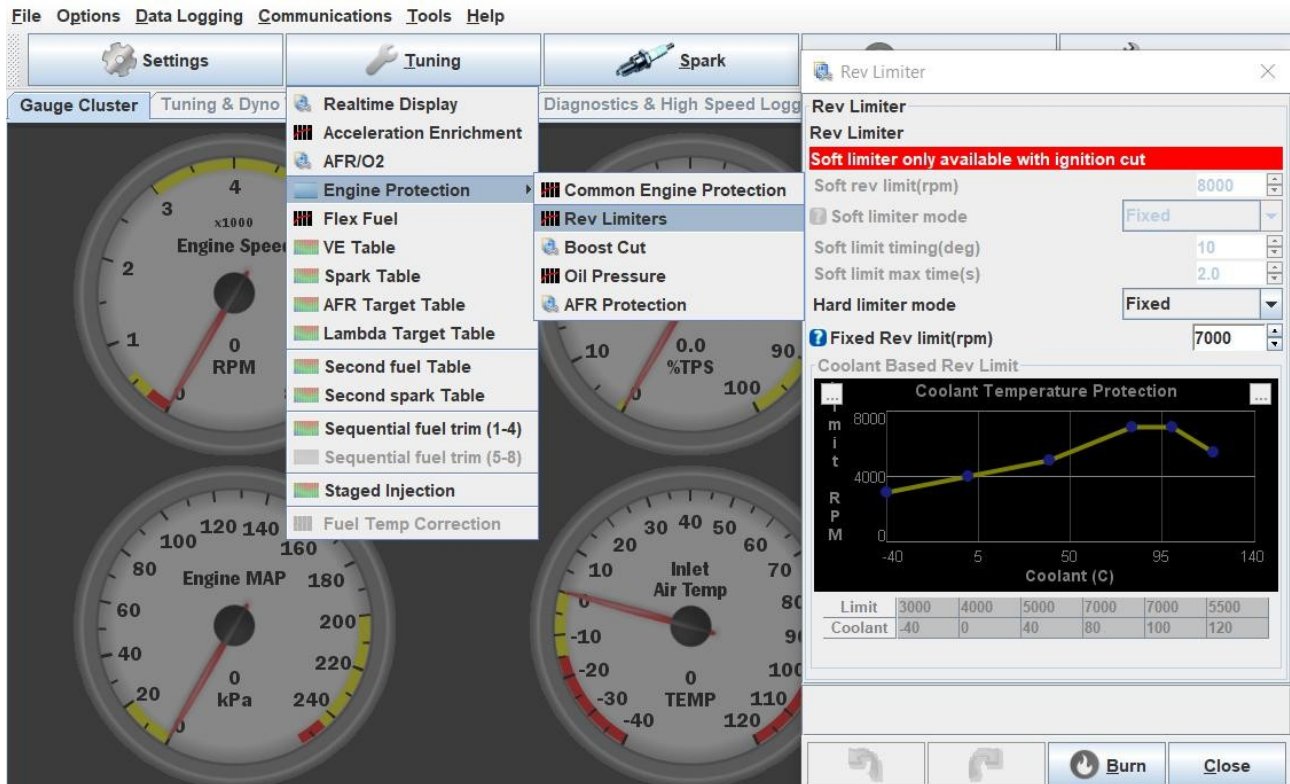 File Options Data Logging Communications Tools Help
Settings Tuning Spark
Gauge Cluster Tuning & Dyno Diagnostics & High Speed Logg
Realtime Display
Acceleration Enrichment
AFR/O2
Engine Protection
Flex Fuel
VE Table
Spark Table
AFR Target Table
Lambda Target Table
Second fuel Table
Second spark Table
Sequential fuel trim (1-4)
Sequential fuel trim (5-8)
Staged Injection
Fuel Temp Correction
Common Engine Protection
Rev Limiters
Boost Cut
Oil Pressure
AFR Protection
Rev Limiter
Rev Limiter
Rev Limiter
Soft limiter only available with ignition cut
Soft rev limit(rpm) 8000
Soft limiter mode Fixed
Soft limit timing(deg) 10
Soft limit max time(s) 2.0
Hard limiter mode Fixed
Fixed Rev limit(rpm) 7000
Coolant Based Rev Limit
Coolant Temperature Protection
... ...
RPM
8000
4000
0
-40 5 50 95 140
Coolant (C)
Limit 3000 4000 5000 7000 7000 5500
Coolant -40 0 40 80 100 120
Burn Close
4
3
x1000
Engine Speed
2
1
0
0
RPM
10 0.0 90
%TPS
0 100
120 140
100 160
80 Engine MAP 180
60 200
40 220
20 0 240
kPa
0
30 40 50
20 60
10 Inlet 70
Air Temp
0 80
-10
-20 0 100
-30 TEMP 110
-40 120